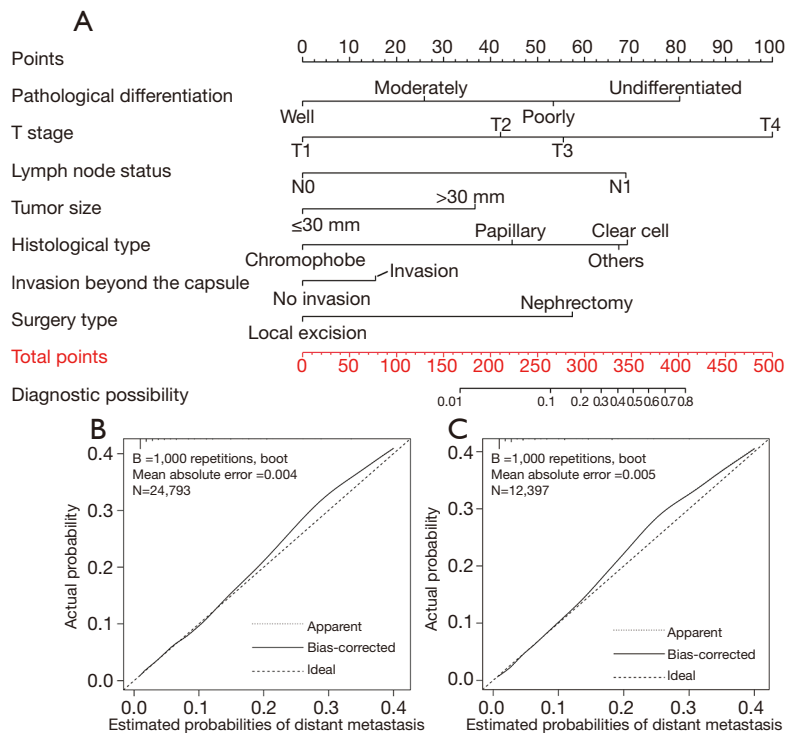 A
Points
0 10 20 30 40 50 60 70 80 90 100
Pathological differentiation
Moderately Undifferentiated
Well Poorly
T stage
T2 T4
T1 T3
Lymph node status
N0 N1
Tumor size
>30 mm
≤30 mm
Histological type
Papillary Clear cell
Chromophobe Others
Invasion beyond the capsule
Invasion
No invasion
Surgery type
Nephrectomy
Local excision
Total points
0 50 100 150 200 250 300 350 400 450 500
Diagnostic possibility
0.01 0.1 0.2 0.3 0.4 0.5 0.6 0.7 0.8
B
B =1,000 repetitions, boot
Mean absolute error =0.004
N=24,793
Actual probability
0.4
0.3
0.2
0.1
0.0
Apparent
Bias-corrected
Ideal
0.0 0.1 0.2 0.3 0.4
Estimated probabilities of distant metastasis
C
B =1,000 repetitions, boot
Mean absolute error =0.005
N=12,397
Actual probability
0.4
0.3
0.2
0.1
0.0
Apparent
Bias-corrected
Ideal
0.0 0.1 0.2 0.3 0.4
Estimated probabilities of distant metastasis